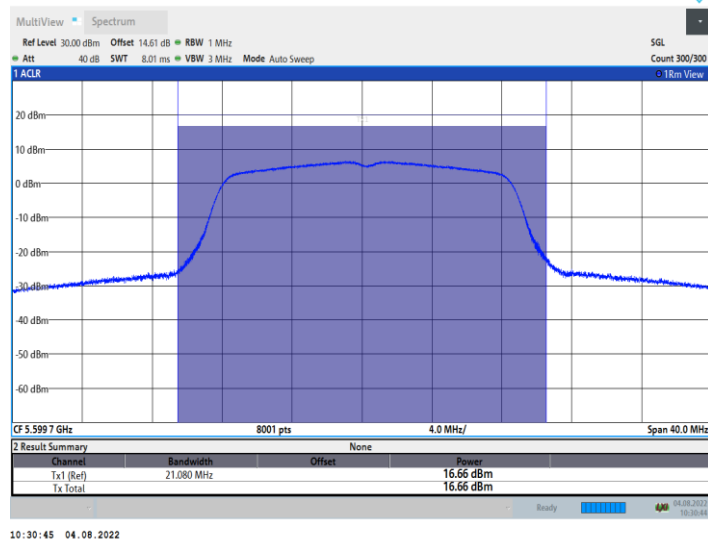 MultiView Spectrum
Ref Level 30.00 dBm Offset 14.61 dB RBW 1 MHz SGL
Att 40 dB SWT 8.01 ms VBW 3 MHz Mode Auto Sweep Count 300/300
1 ACLR 1Rm View
20 dBm
10 dBm
0 dBm
-10 dBm
-20 dBm
-30 dBm
-40 dBm
-50 dBm
-60 dBm
CF 5.5997 GHz 8001 pts 4.0 MHz/ Span 40.0 MHz
2 Result Summary None
Channel Bandwidth Offset Power
Tx1 (Ref) 21.080 MHz 16.66 dBm
Tx Total 16.66 dBm
Ready 04.08.2022
10:30:44
10:30:45 04.08.2022